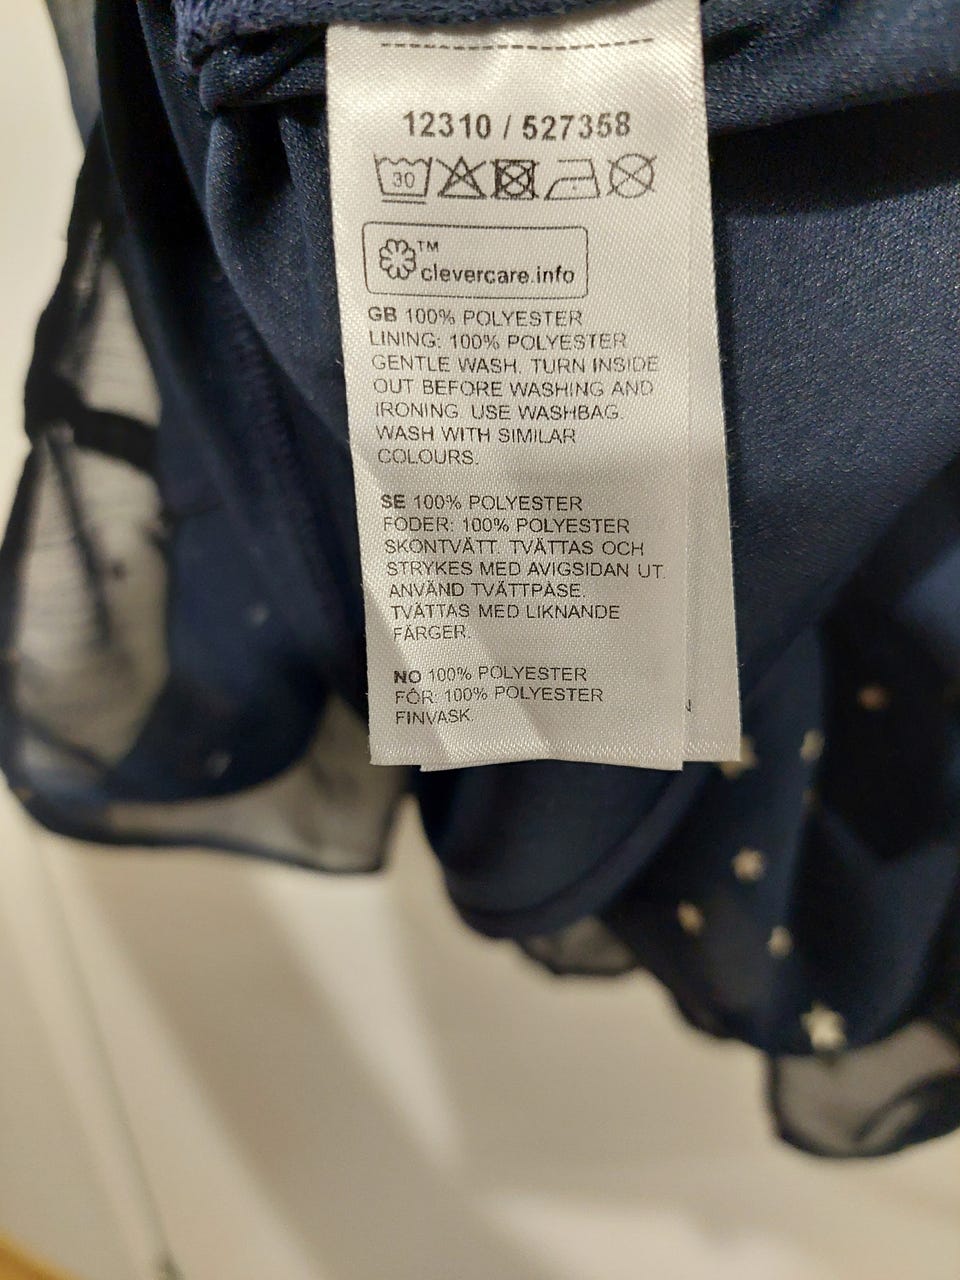 12310 / 527358
30
™
clevercare.info
GB 100% POLYESTER
LINING: 100% POLYESTER
GENTLE WASH. TURN INSIDE
OUT BEFORE WASHING AND
IRONING. USE WASHBAG.
WASH WITH SIMILAR
COLOURS.
SE 100% POLYESTER
FODER: 100% POLYESTER
SKONTVÄTT. TVÄTTAS OCH
STRYKES MED AVIGSIDAN UT.
ANVÄND TVÄTTPÅSE.
TVÄTTAS MED LIKNANDE
FÄRGER.
NO 100% POLYESTER
FÔR: 100% POLYESTER
FINVASK.
N